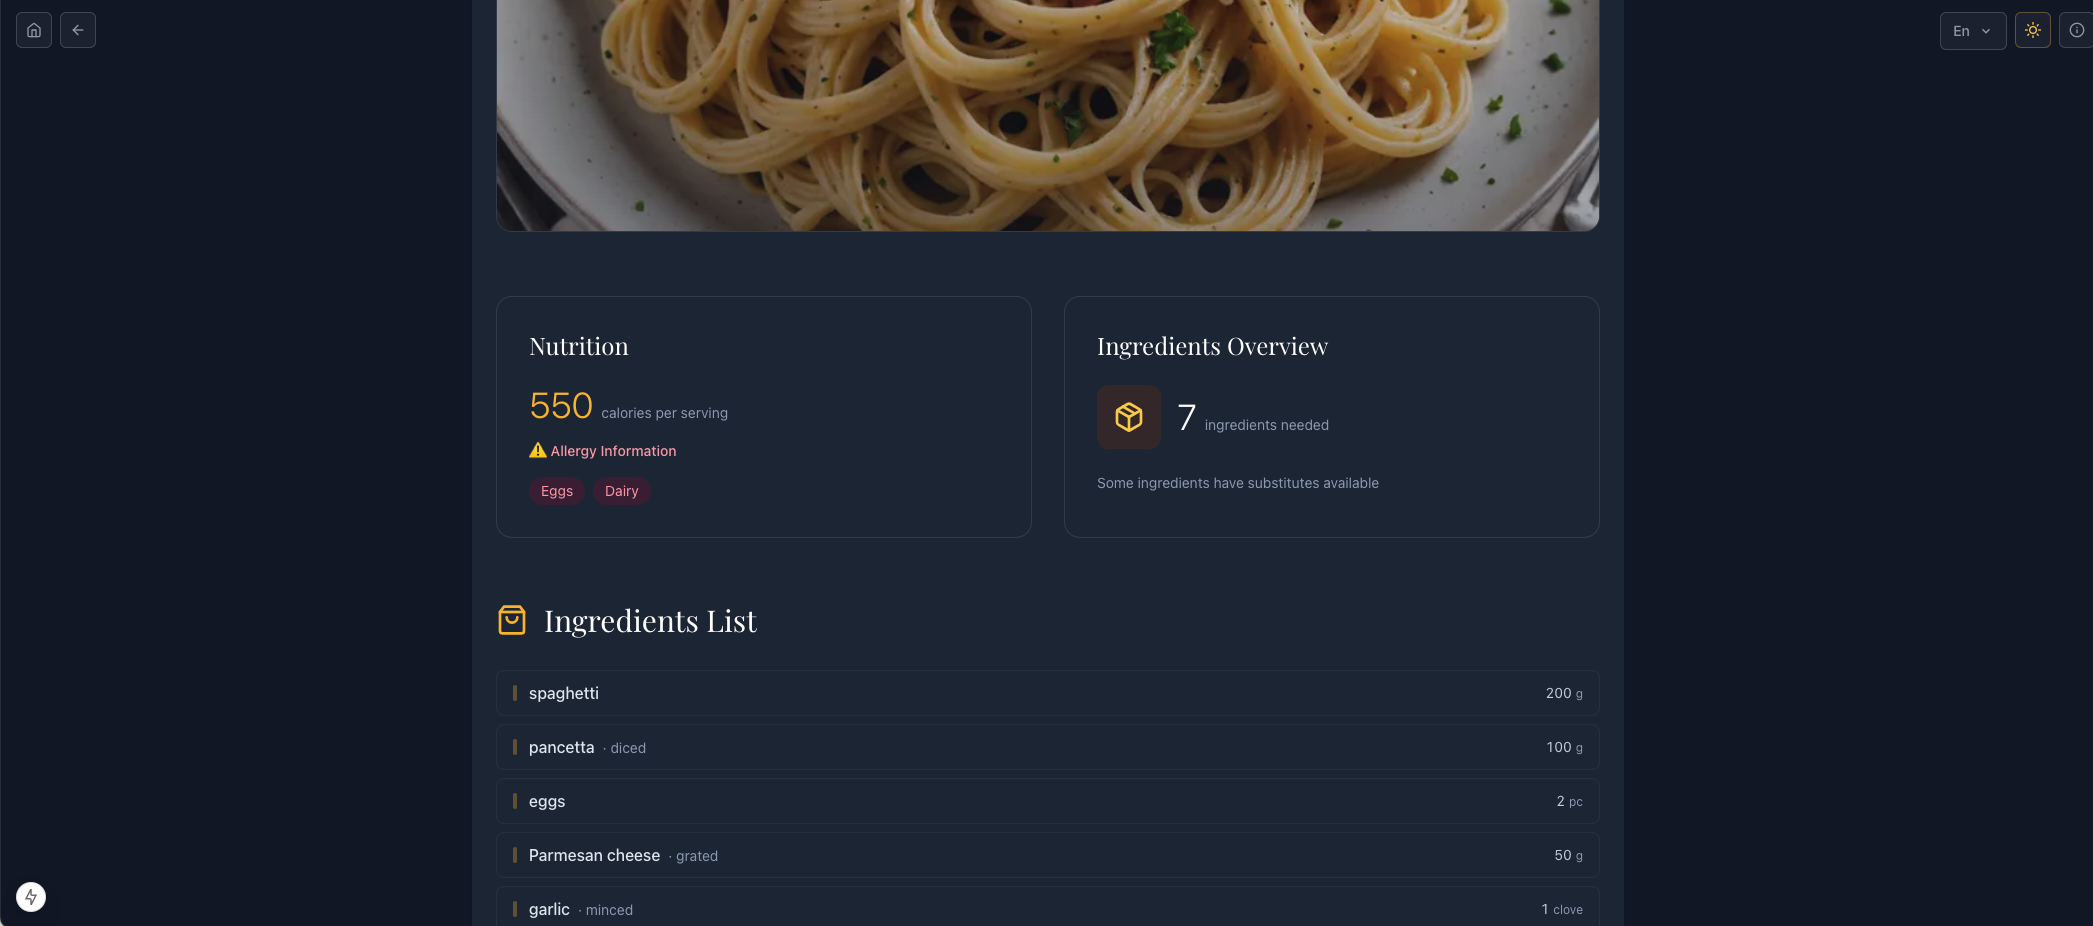 En
Nutrition
550 calories per serving
⚠️ Allergy Information
Eggs Dairy
Ingredients Overview
7 ingredients needed
Some ingredients have substitutes available
Ingredients List
spaghetti 200 g
pancetta · diced 100 g
eggs 2 pc
Parmesan cheese · grated 50 g
garlic · minced 1 clove